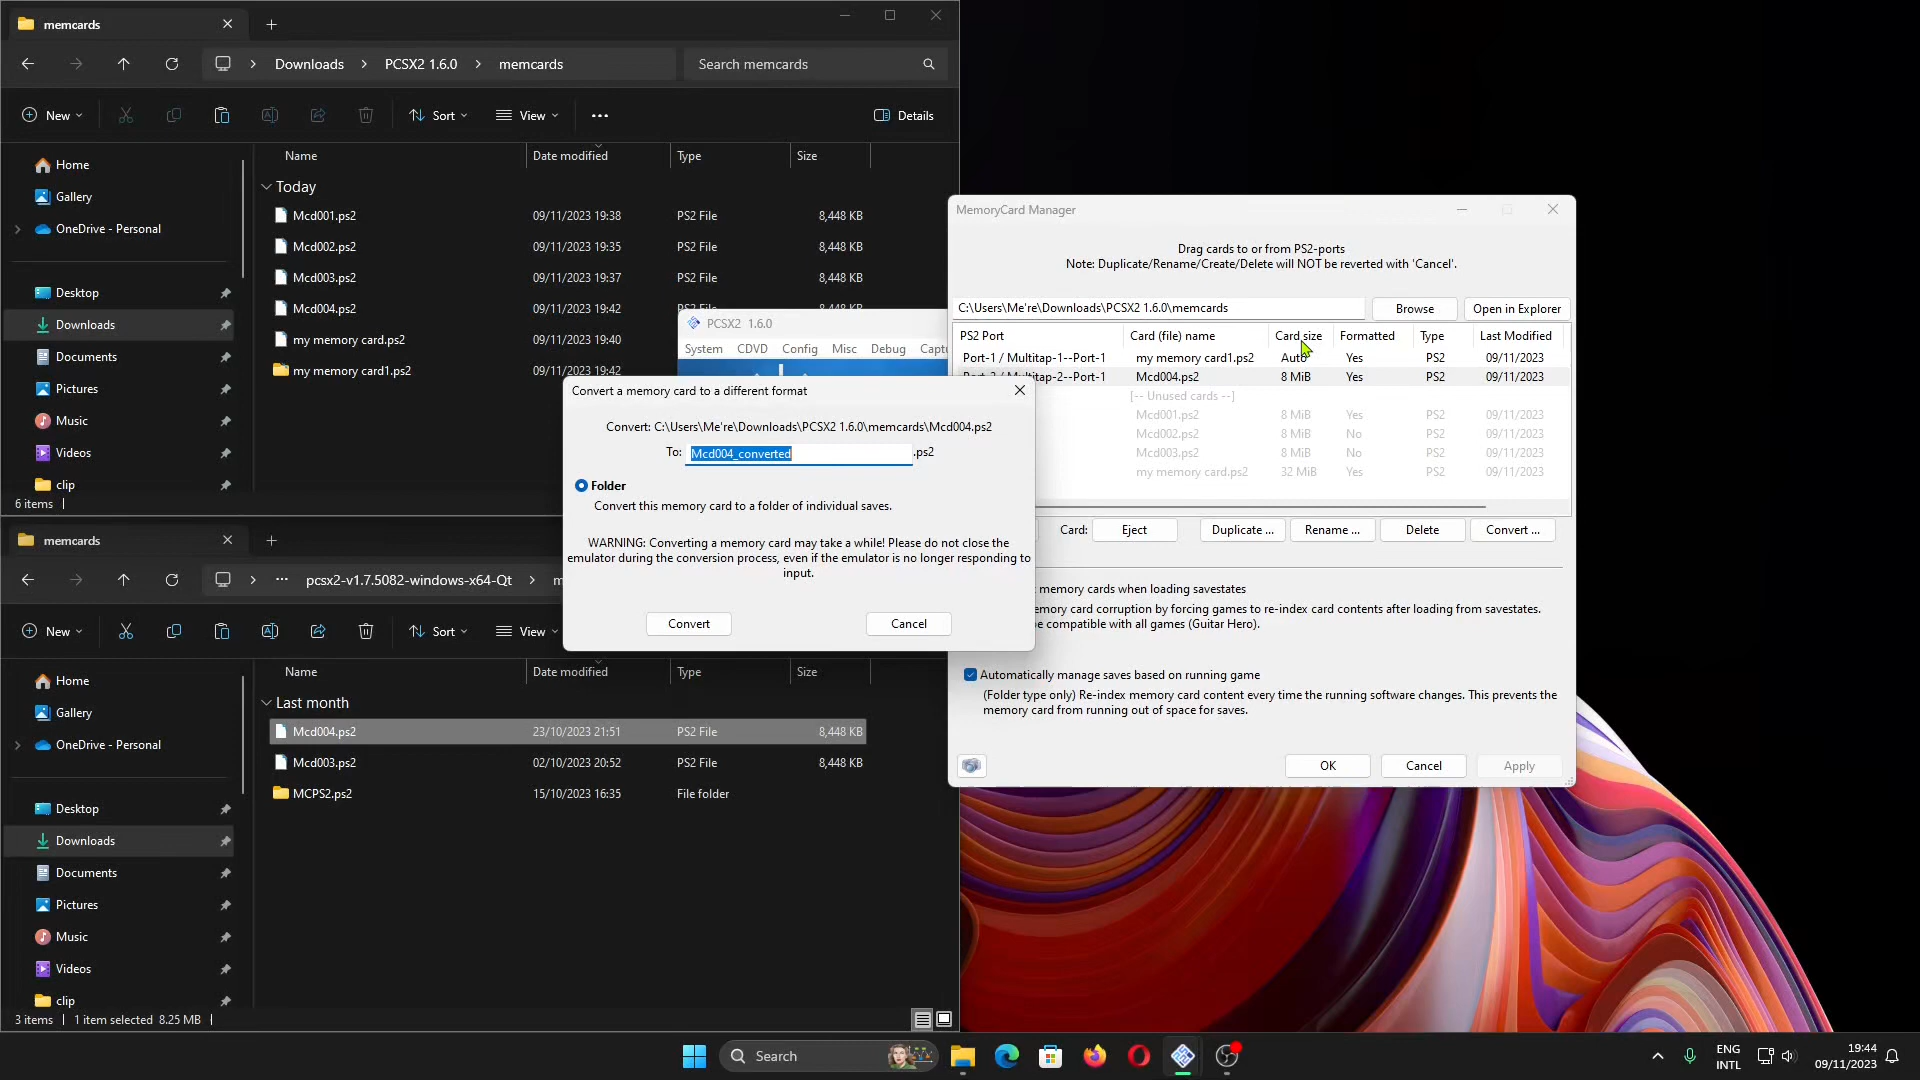 memcards
Downloads > PCSX2 1.6.0 > memcards
Search memcards
New
Sort
View
Details
Home
Gallery
OneDrive - Personal
Desktop
Downloads
Documents
Pictures
Music
Videos
clip
6 items
Name Date modified Type Size
Today
Mcd001.ps2 09/11/2023 19:38 PS2 File 8,448 KB
Mcd002.ps2 09/11/2023 19:35 PS2 File 8,448 KB
Mcd003.ps2 09/11/2023 19:37 PS2 File 8,448 KB
Mcd004.ps2 09/11/2023 19:42 PS2 File 8,448 KB
my memory card.ps2 09/11/2023 19:40
my memory card1.ps2 09/11/2023 19:42
PCSX2 1.6.0
System CDVD Config Misc Debug Captu
MemoryCard Manager
Drag cards to or from PS2-ports
Note: Duplicate/Rename/Create/Delete will NOT be reverted with 'Cancel'.
C:\Users\Me're\Downloads\PCSX2 1.6.0\memcards
Browse
Open in Explorer
PS2 Port Card (file) name Card size Formatted Type Last Modified
Port-1 / Multitap-1--Port-1 my memory card1.ps2 Auto Yes PS2 09/11/2023
Port-2 / Multitap-2--Port-1 Mcd004.ps2 8 MiB Yes PS2 09/11/2023
[-- Unused cards --]
Mcd001.ps2 8 MiB Yes PS2 09/11/2023
Mcd002.ps2 8 MiB No PS2 09/11/2023
Mcd003.ps2 8 MiB No PS2 09/11/2023
my memory card.ps2 32 MiB Yes PS2 09/11/2023
Card: Eject Duplicate ... Rename ... Delete Convert ...
memory cards when loading savestates
emory card corruption by forcing games to re-index card contents after loading from savestates.
be compatible with all games (Guitar Hero).
Automatically manage saves based on running game
(Folder type only) Re-index memory card content every time the running software changes. This prevents the
memory card from running out of space for saves.
OK Cancel Apply
Convert a memory card to a different format
Convert: C:\Users\Me're\Downloads\PCSX2 1.6.0\memcards\Mcd004.ps2
To: Mcd004_converted .ps2
Folder
Convert this memory card to a folder of individual saves.
WARNING: Converting a memory card may take a while! Please do not close the
emulator during the conversion process, even if the emulator is no longer responding to
input.
Convert Cancel
memcards
pcsx2-v1.7.5082-windows-x64-Qt > m
New
Sort
View
Home
Gallery
OneDrive - Personal
Desktop
Downloads
Documents
Pictures
Music
Videos
clip
Name Date modified Type Size
Last month
Mcd004.ps2 23/10/2023 21:51 PS2 File 8,448 KB
Mcd003.ps2 02/10/2023 20:52 PS2 File 8,448 KB
MCPS2.ps2 15/10/2023 16:35 File folder
3 items 1 item selected 8.25 MB
Search
ENG
INTL
19:44
09/11/2023